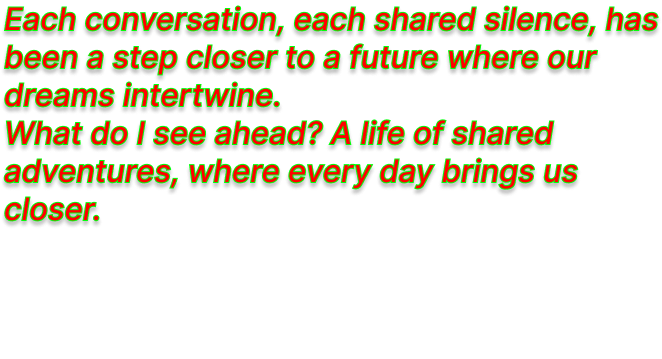 Each conversation, each shared silence, has
been a step closer to a future where our
dreams intertwine.
What do I see ahead? A life of shared
adventures, where every day brings us
closer.